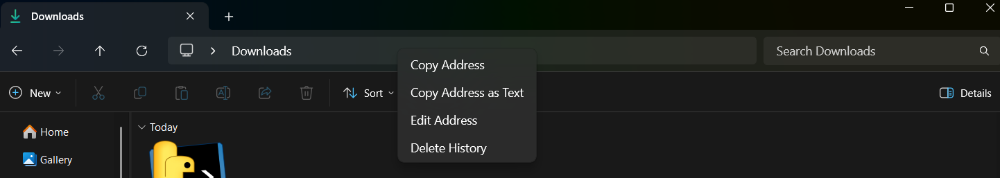 Downloads
Downloads
Search Downloads
Copy Address
New
Sort
Copy Address as Text
Details
Edit Address
Home
Today
Delete History
Gallery